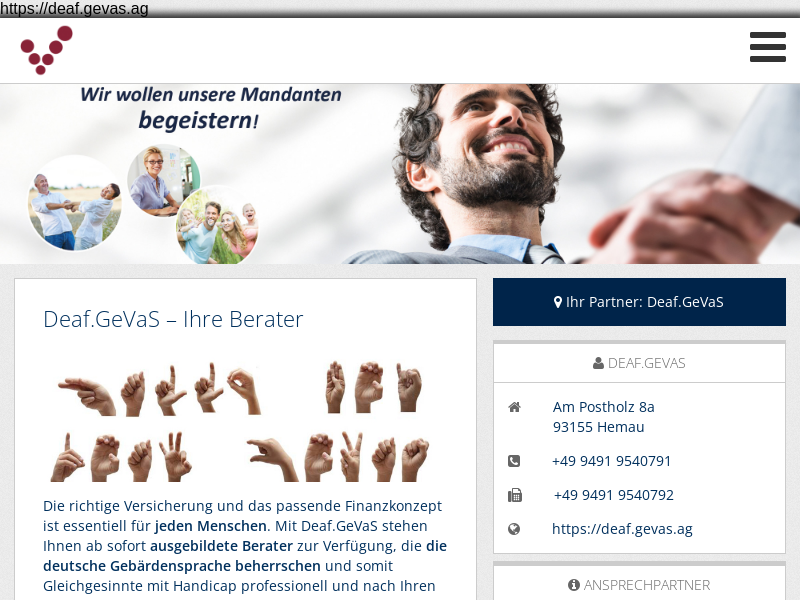 https://deaf.gevas.ag
Wir wollen unsere Mandanten
begeistern!
Deaf.GeVaS – Ihre Berater
Die richtige Versicherung und das passende Finanzkonzept
ist essentiell für jeden Menschen. Mit Deaf.GeVaS stehen
Ihnen ab sofort ausgebildete Berater zur Verfügung, die die
deutsche Gebärdensprache beherrschen und somit
Gleichgesinnte mit Handicap professionell und nach Ihren
Ihr Partner: Deaf.GeVaS
DEAF.GEVAS
Am Postholz 8a
93155 Hemau
+49 9491 9540791
+49 9491 9540792
https://deaf.gevas.ag
ANSPRECHPARTNER